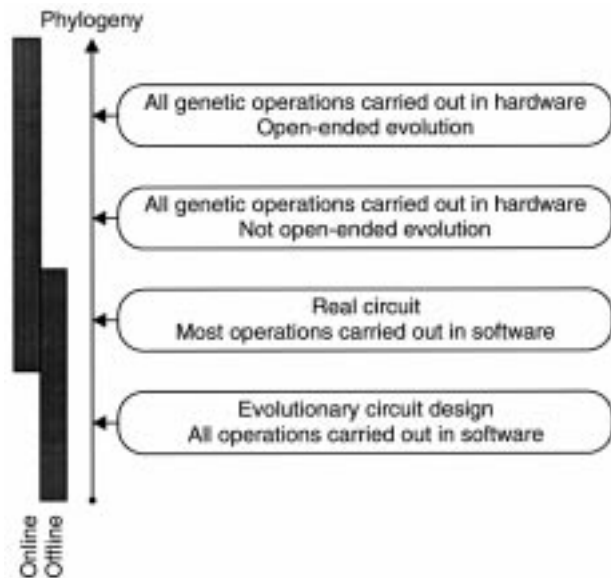 Phylogeny
All genetic operations carried out in hardware
Open-ended evolution
All genetic operations carried out in hardware
Not open-ended evolution
Real circuit
Most operations carried out in software
Evolutionary circuit design
All operations carried out in software
Online
Offline